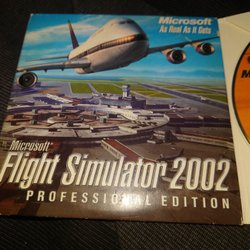 Microsoft
As Real As It Gets
Microsoft
Flight Simulator 2002
PROFESSIONAL EDITION